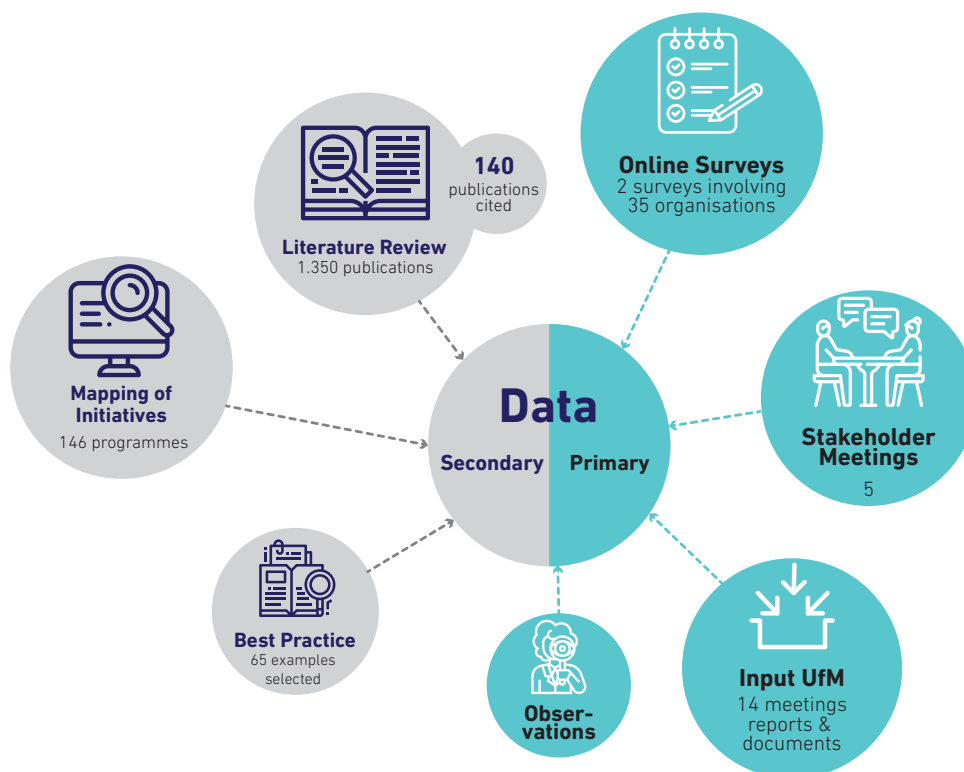 140
publications
cited
Literature Review
1.350 publications
Online Surveys
2 surveys involving
35 organisations
Mapping of
Initiatives
146 programmes
Data
Secondary
Primary
Stakeholder
Meetings
5
Best Practice
65 examples
selected
Obser-
vations
Input UfM
14 meetings
reports &
documents